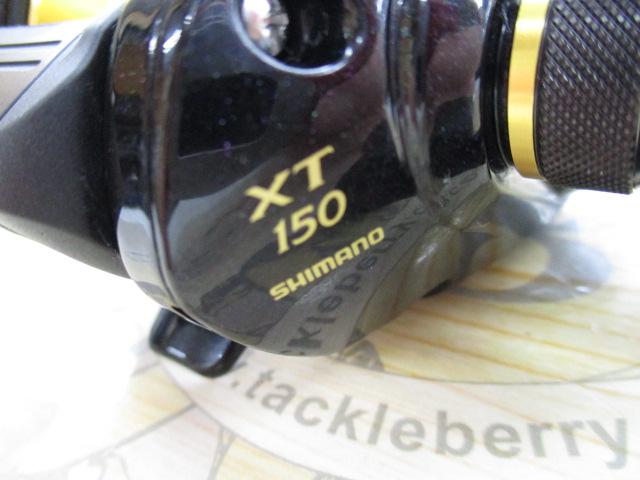 XT
150
SHIMANO
.tackleberry